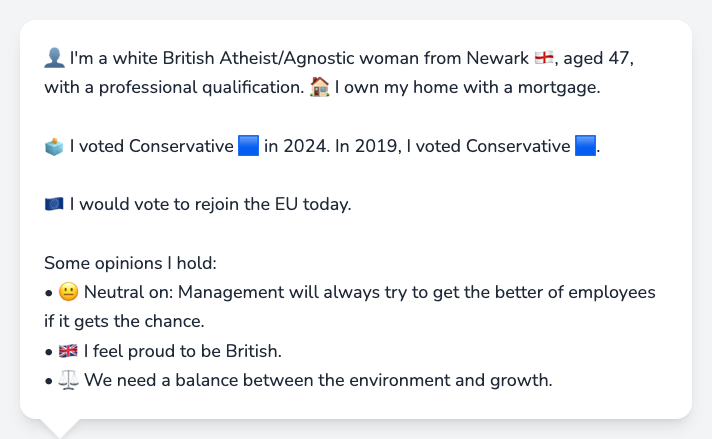 👤 I'm a white British Atheist/Agnostic woman from Newark 🏴󠁧󠁢󠁥󠁮󠁧󠁿, aged 47,
with a professional qualification. 🏠 I own my home with a mortgage.
🗳️ I voted Conservative 🟦 in 2024. In 2019, I voted Conservative 🟦.
🇪🇺 I would vote to rejoin the EU today.
Some opinions I hold:
• 😐 Neutral on: Management will always try to get the better of employees
if it gets the chance.
• 🇬🇧 I feel proud to be British.
• ⚖️ We need a balance between the environment and growth.